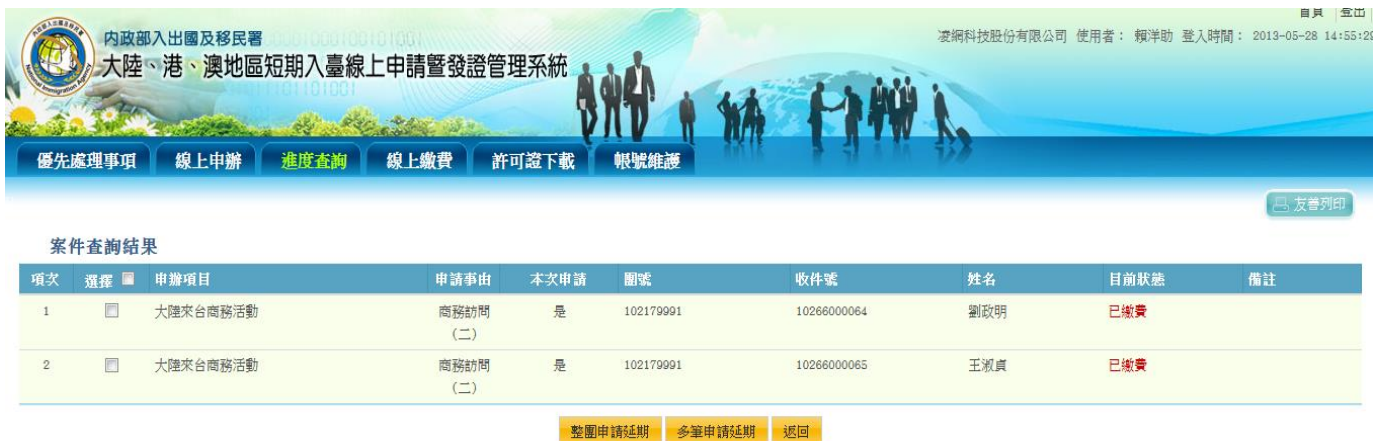 首頁 登出
內政部入出國及移民署
凌網科技股份有限公司 使用者: 賴洋助 登入時間: 2013-05-28 14:55:29
大陸、港、澳地區短期入臺線上申請暨發證管理系統
優先處理事項 線上申辦 進度查詢 線上繳費 許可證下載 帳號維護
友善列印
案件查詢結果
項次 選擇 申辦項目 申請事由 本次申請 團號 收件號 姓名 目前狀態 備註
1 大陸來台商務活動 商務訪問 是 102179991 10266000064 劉政明 已繳費
(二)
2 大陸來台商務活動 商務訪問 是 102179991 10266000065 王淑貞 已繳費
(二)
整團申請延期 多筆申請延期 返回